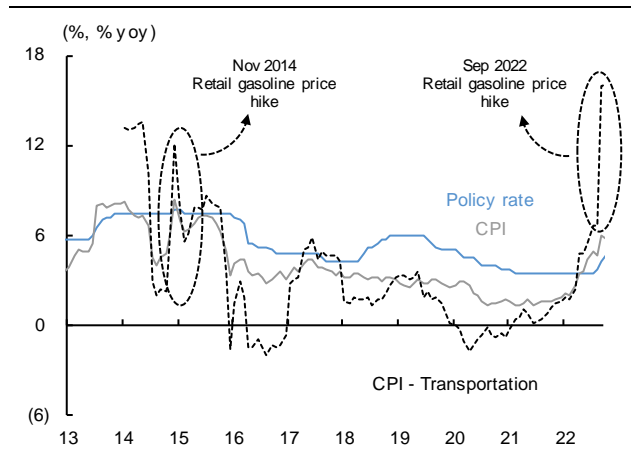 (%, % yoy)
18
12
6
0
(6)
Nov 2014
Retail gasoline price
hike
Sep 2022
Retail gasoline price
hike
Policy rate
CPI
CPI - Transportation
13 14 15 16 17 18 19 20 21 22